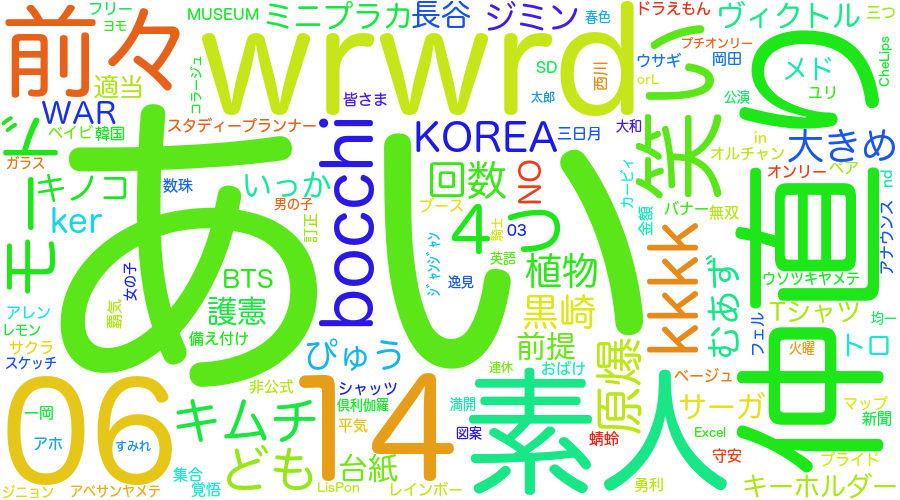 フリー
ヨモ
MUSEUM
ミニプラカ
長谷
ジミン
春色
ドラえもん
ヴィクトル
三つ
前々
wrwrd
プチオンリー
適当
コラージュ
SD
西川
い
ウサギ
岡田
メド
り
CheLips
皆さま
太郎
orL
公演
ユリ
WAR
ベイビ
韓国
スタディープランナー
bocchi
KOREA
三日月
大和
笑い
in
大きめ
オルチャン
ド
ガラス
キノコ
数珠
いっか
回数
NO
カービィ
オンリー
ペア
nd
モー
ker
男の子
訂正
ブース
4つ
騎士
03
金額
バナー
無双
直
アナウンス
あい
女の子
BTS
ジャンジャン
逸見
英語
植物
kkkk
むあず
ウソツキヤメテ
アレン
覇気
護憲
黒崎
Tシャツ
均一
レモン
サクラ
備え付け
フェル
トロ
スケッチ
ぴゅう
前提
原爆
火曜
仲
非公式
シャッツ
連休
おばけ
ベージュ
06
14
素人
一岡
キムチ
倶利伽羅
満開
サーガ
マップ
新聞
アホ
すみれ
平気
図案
蜻蛉
Excel
守安
ども
台紙
集合
覚悟
プライド
ジニョン
アベサンヤメテ
LisPon
レインボー
勇利
キーホルダー